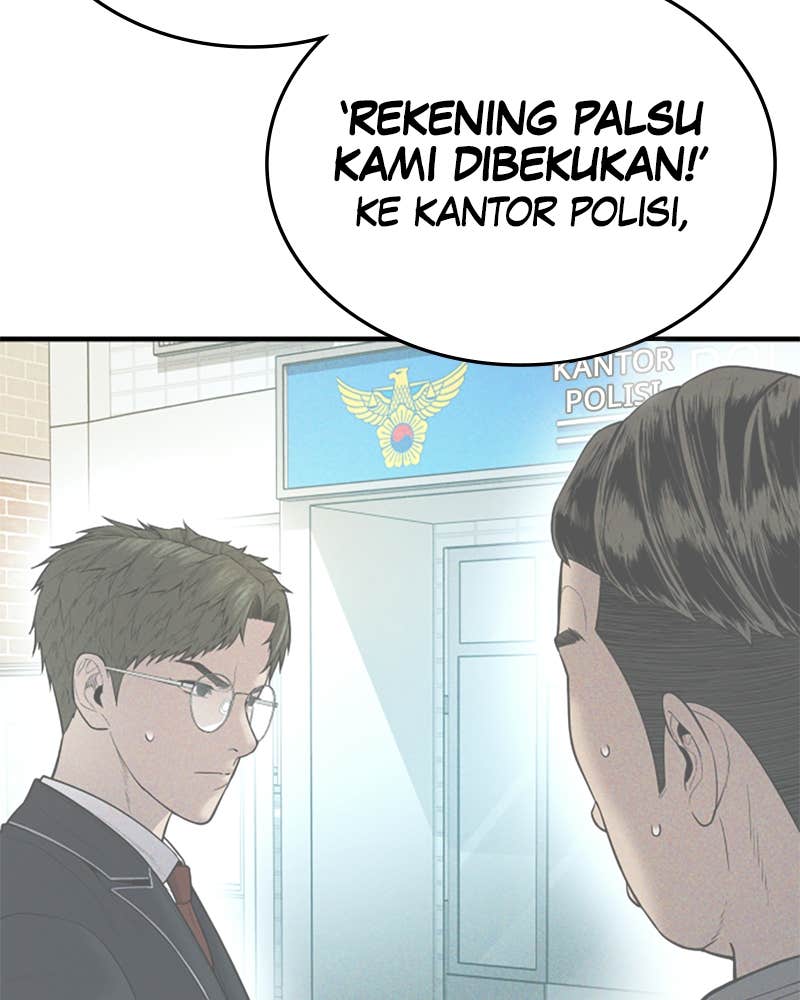 'REKENING PALSU
KAMI DIBEKUKAN!'
KE KANTOR POLISI,
KANTOR
POLISI